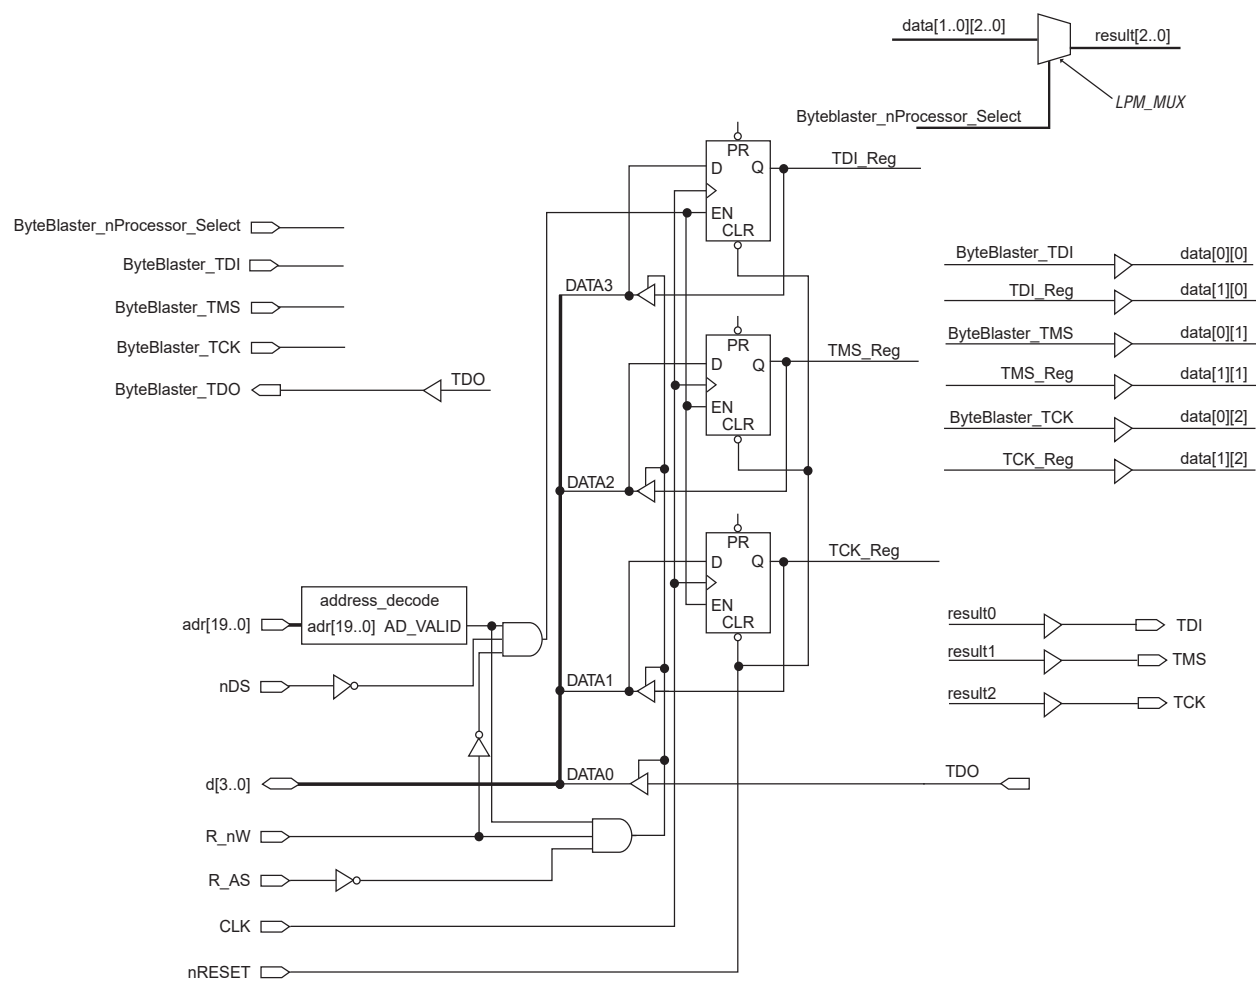 data[1..0][2..0]
result[2..0]
LPM_MUX
Byteblaster_nProcessor_Select
PR
D
Q
TDI_Reg
EN
CLR
ByteBlaster_nProcessor_Select
ByteBlaster_TDI
ByteBlaster_TMS
ByteBlaster_TCK
ByteBlaster_TDO
TDO
DATA3
PR
D
Q
TMS_Reg
EN
CLR
DATA2
PR
D
Q
TCK_Reg
EN
CLR
ByteBlaster_TDI
data[0][0]
TDI_Reg
data[1][0]
ByteBlaster_TMS
data[0][1]
TMS_Reg
data[1][1]
ByteBlaster_TCK
data[0][2]
TCK_Reg
data[1][2]
address_decode
adr[19..0]
adr[19..0] AD_VALID
nDS
DATA1
result0
TDI
result1
TMS
result2
TCK
d[3..0]
DATA0
TDO
R_nW
R_AS
CLK
nRESET